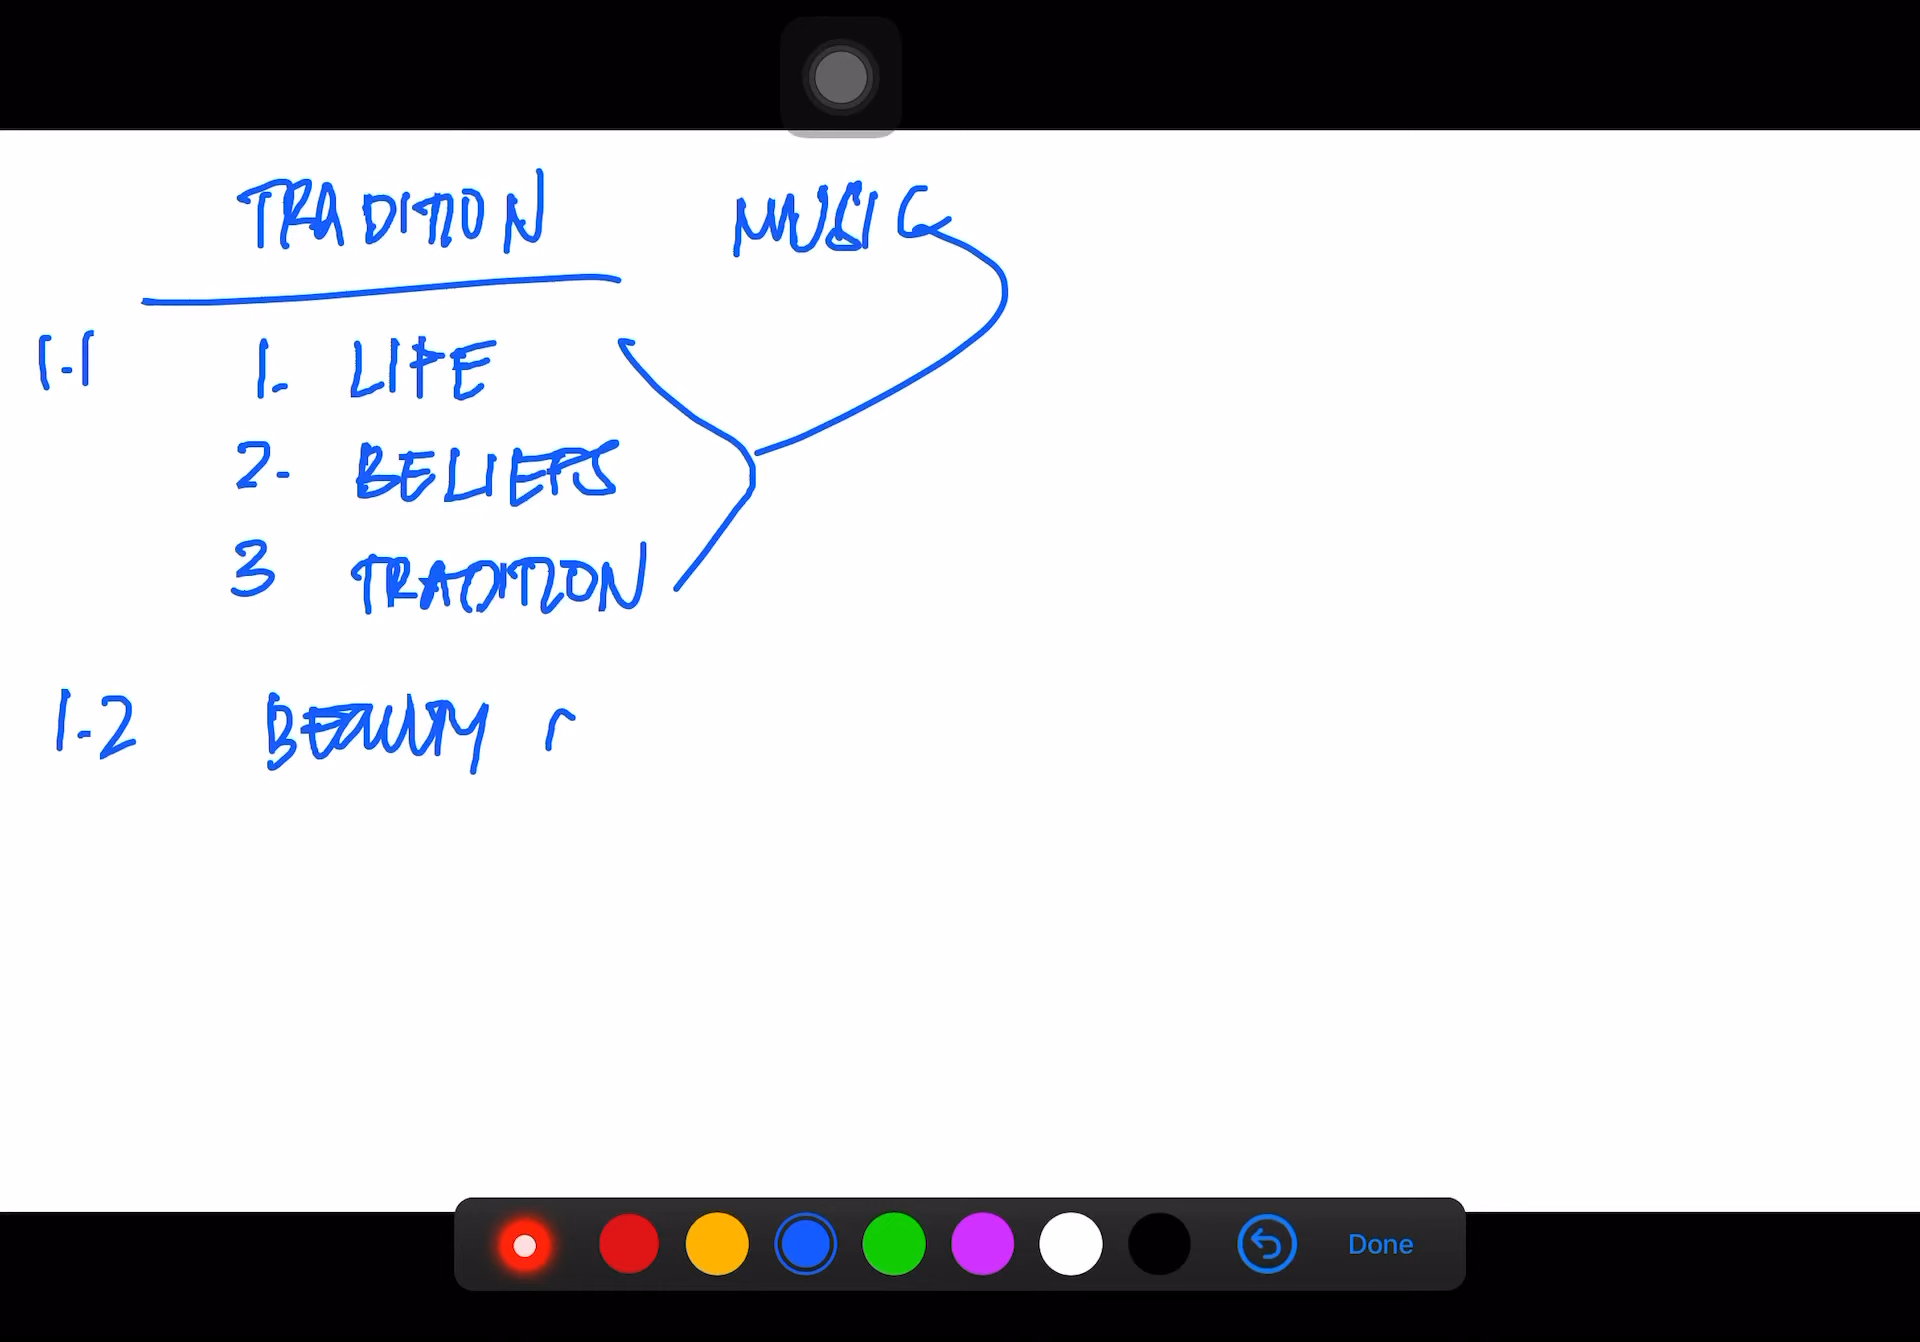 TRADITION MUSIC
1.1 1. LIFE
2. BELIEFS
3 TRADITION
1.2 BEAUTY
Done